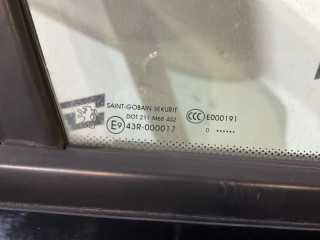 SAINT-GOBAIN SEKURIT
DOT 211 M68 AS2
E9 43R-000017
CCC E000191
0 ••••••